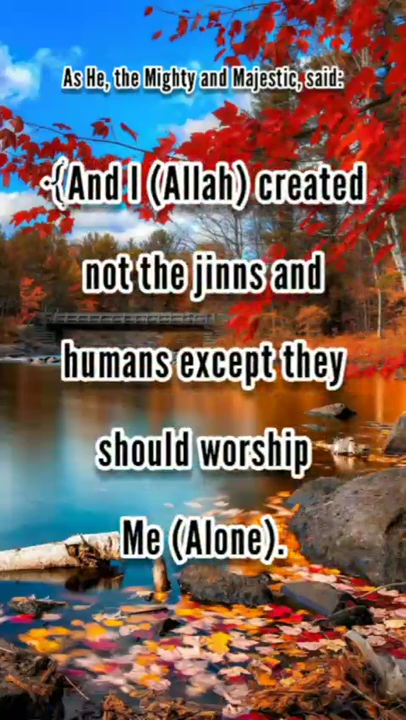 As He, the Mighty and Majestic, said:
·{And I (Allah) created
not the jinns and
humans except they
should worship
Me (Alone).